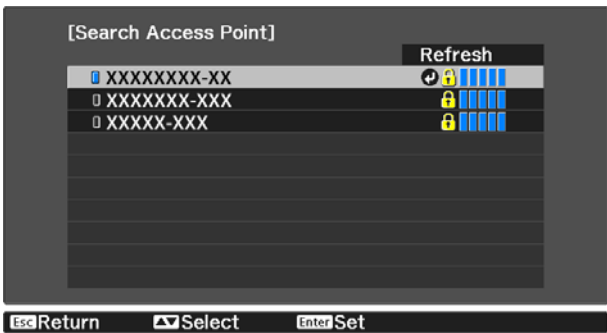 [Search Access Point]
Refresh
XXXXXXXX-XX
XXXXXXX-XXX
XXXXX-XXX
Esc Return Select Enter Set